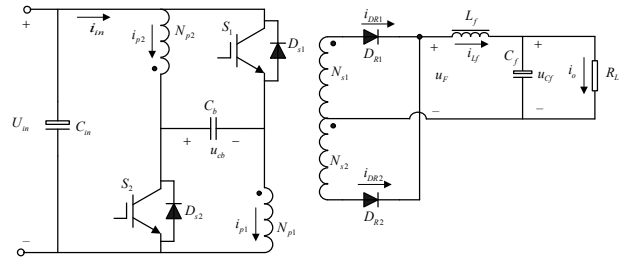 + i_in i_p2 N_p2 S_1 D_s1
U_in C_in C_b
+ u_cb −
S_2 D_s2 i_p1 N_p1
−
i_DR1 D_R1 L_f
N_s1 + i_Lf C_f + i_o R_L
u_F u_Cf
− −
N_s2 i_DR2
D_R2